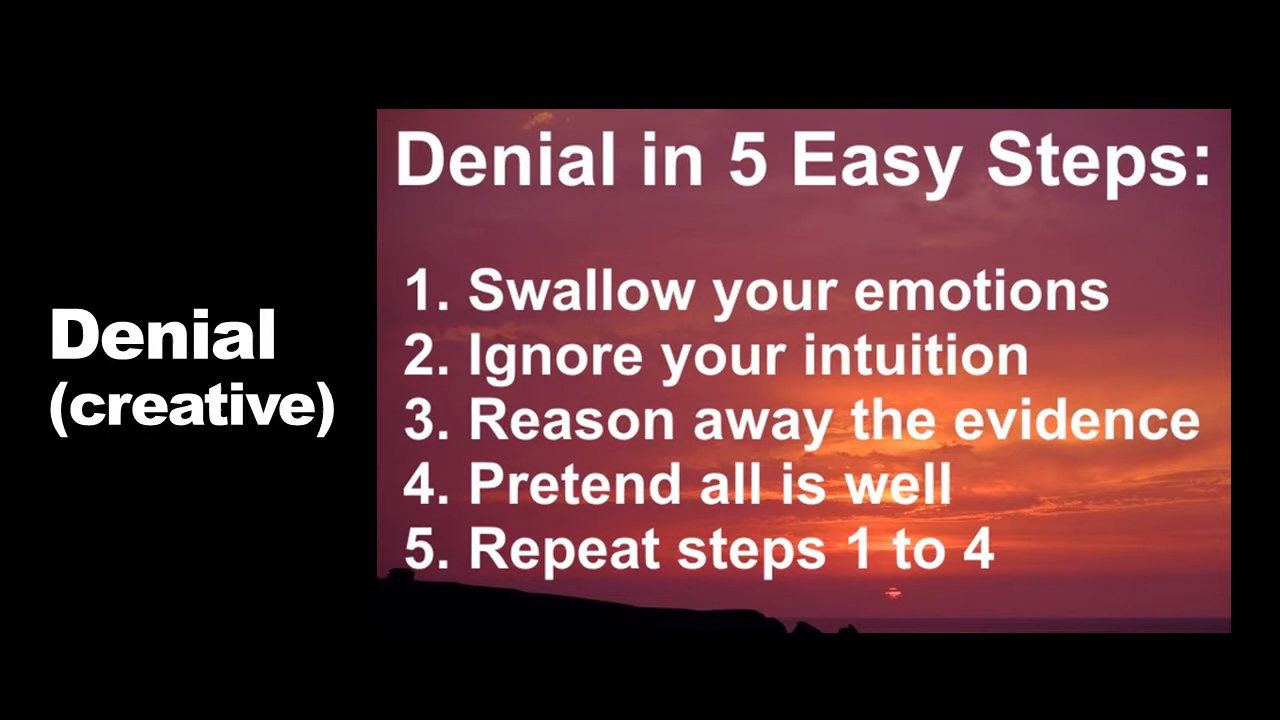 Denial
(creative)
Denial in 5 Easy Steps:
1. Swallow your emotions
2. Ignore your intuition
3. Reason away the evidence
4. Pretend all is well
5. Repeat steps 1 to 4